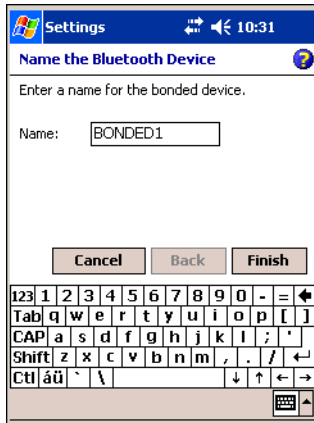 Settings 10:31
Name the Bluetooth Device ?
Enter a name for the bonded device.
Name: BONDED1
Cancel Back Finish
123 1 2 3 4 5 6 7 8 9 0 - = ←
Tab q w e r t y u i o p [ ]
CAP a s d f g h j k l ; '
Shift z x c v b n m , . / ↵
Ctl áü ` \ ↓ ↑ ← →